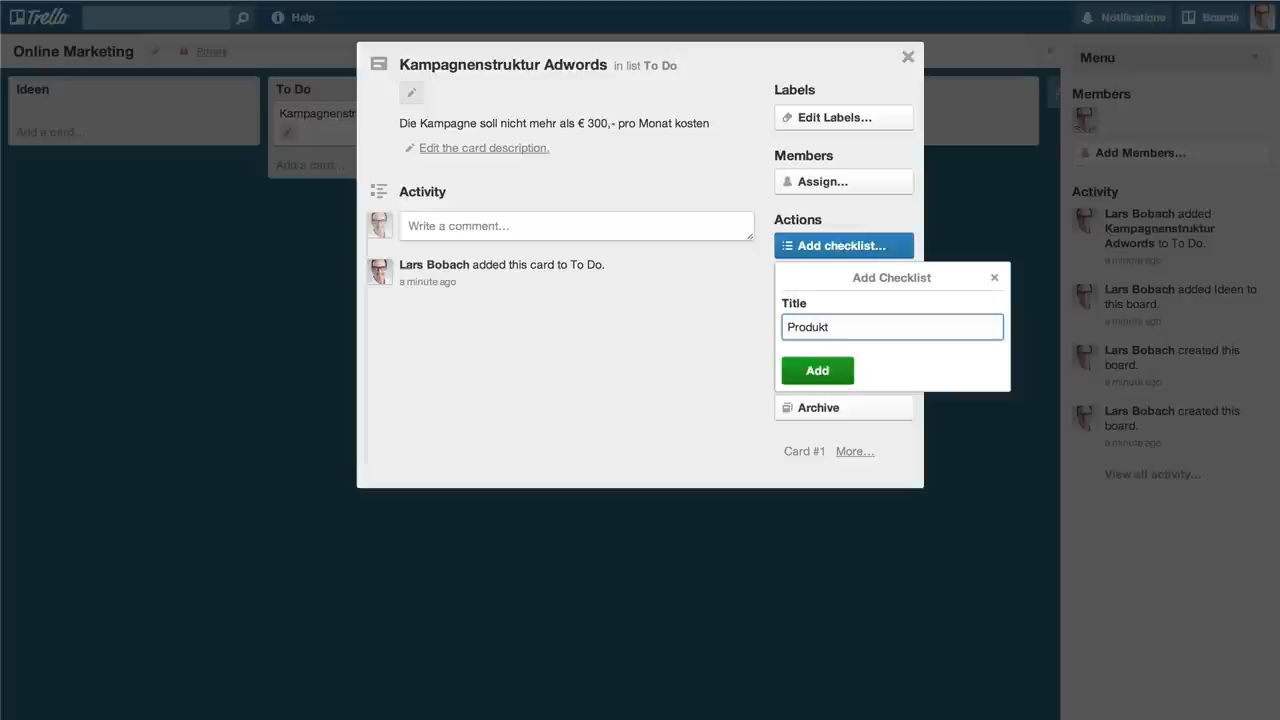 Trello
Help
Notifications
Boards
Online Marketing
Ideen
Add a card…
To Do
Kampagnenstr
Add a card…
Kampagnenstruktur Adwords in list To Do
Die Kampagne soll nicht mehr als € 300,- pro Monat kosten
Edit the card description.
Activity
Write a comment…
Lars Bobach added this card to To Do.
a minute ago
Labels
Edit Labels…
Members
Assign…
Actions
Add checklist…
Add Checklist
Title
Produkt
Add
Archive
Card #1 More…
Menu
Members
Add Members…
Activity
Lars Bobach added
Kampagnenstruktur
Adwords to To Do.
a minute ago
Lars Bobach added Ideen to
this board.
a minute ago
Lars Bobach created this
board.
a minute ago
Lars Bobach created this
board.
a minute ago
View all activity…